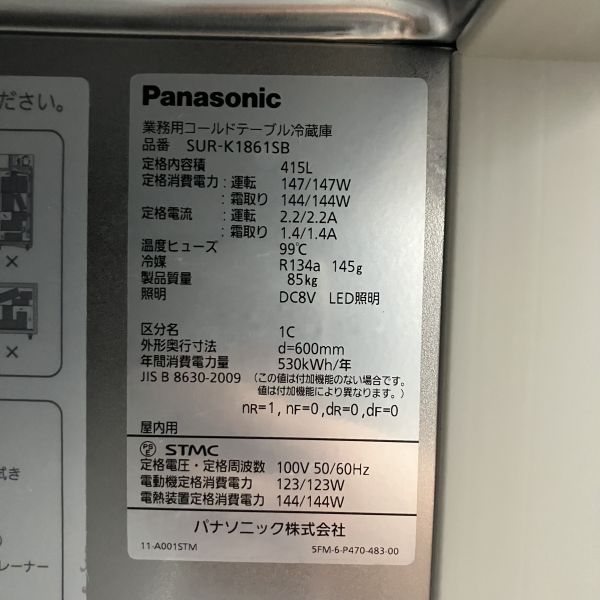 ださい。
×
×
拭き
レーナー
Panasonic
業務用コールドテーブル冷蔵庫
品番 SUR-K1861SB
定格内容積 415L
定格消費電力：運転 147/147W
：霜取り 144/144W
定格電流 ：運転 2.2/2.2A
：霜取り 1.4/1.4A
温度ヒューズ 99℃
冷媒 R134a 145g
製品質量 85kg
照明 DC8V LED照明
区分名 1C
外形奥行寸法 d=600mm
年間消費電力量 530kWh/年
JIS B 8630-2009 （この値は付加機能のない場合です。
値は付加機能により異なります。）
nR=1, nF=0,dR=0,dF=0
屋内用
PSE STMC
定格電圧・定格周波数 100V 50/60Hz
電動機定格消費電力 123/123W
電熱装置定格消費電力 144/144W
パナソニック株式会社
11-A001STM 5FM-6-P470-483-00